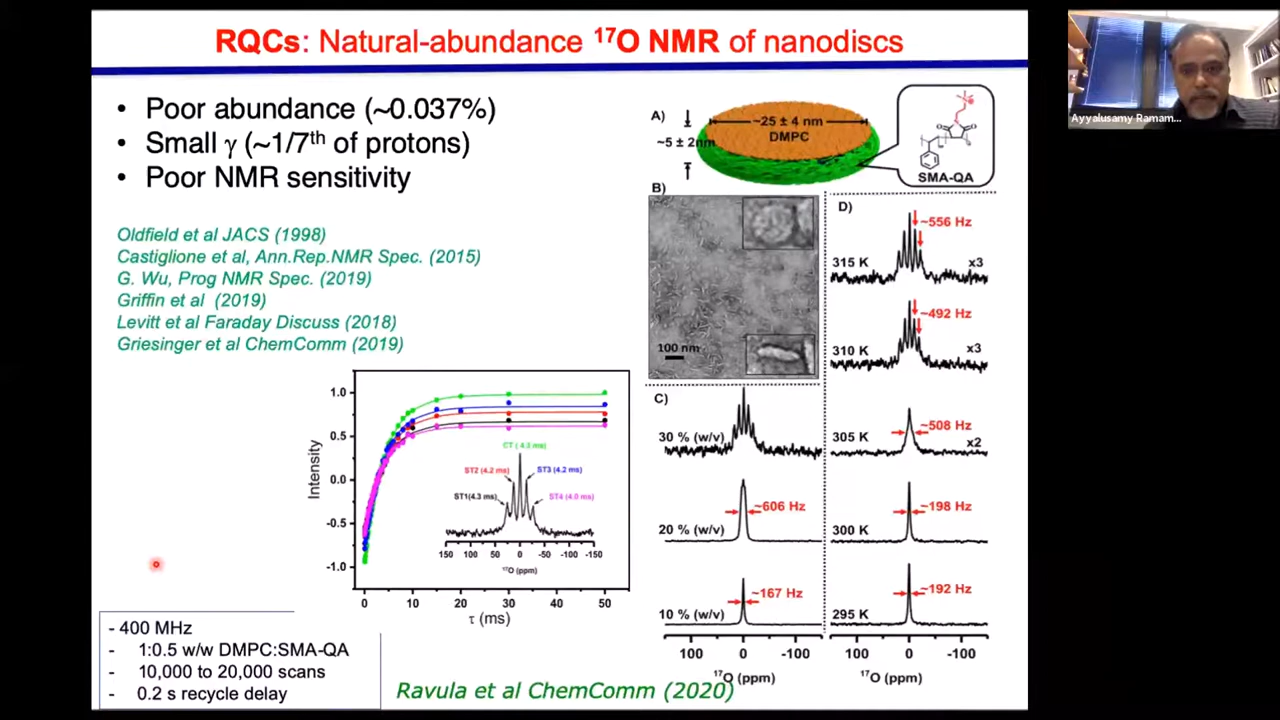 RQCs: Natural-abundance ¹⁷O NMR of nanodiscs
• Poor abundance (~0.037%)
• Small γ (~1/7ᵗʰ of protons)
• Poor NMR sensitivity
Oldfield et al JACS (1998)
Castiglione et al, Ann.Rep.NMR Spec. (2015)
G. Wu, Prog NMR Spec. (2019)
Griffin et al (2019)
Levitt et al Faraday Discuss (2018)
Griesinger et al ChemComm (2019)
Intensity
1.0
0.5
0.0
-0.5
-1.0
0 10 20 30 40 50
τ (ms)
CT ( 4.3 ms)
ST2 (4.2 ms) ST3 (4.2 ms)
ST1(4.3 ms) ST4 (4.0 ms)
150 100 50 0 -50 -100 -150
¹⁷O (ppm)
- 400 MHz
- 1:0.5 w/w DMPC:SMA-QA
- 10,000 to 20,000 scans
- 0.2 s recycle delay
Ravula et al ChemComm (2020)
A)
~25 ± 4 nm
DMPC
~5 ± 2nm
SMA-QA
B)
100 nm
C)
30 % (w/v)
20 % (w/v) ~606 Hz
10 % (w/v) ~167 Hz
100 0 -100
¹⁷O (ppm)
D)
~556 Hz
315 K x3
~492 Hz
310 K x3
~508 Hz
305 K x2
~198 Hz
300 K
~192 Hz
295 K
100 0 -100
¹⁷O (ppm)
Ayyalusamy Ramam...